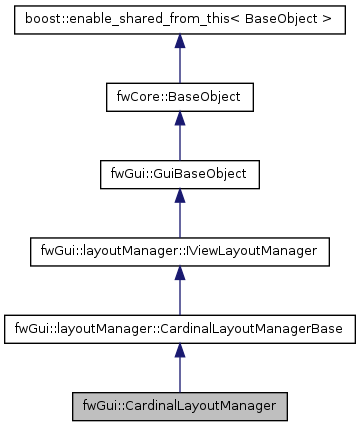 boost::enable_shared_from_this< BaseObject >
fwCore::BaseObject
fwGui::GuiBaseObject
fwGui::layoutManager::IViewLayoutManager
fwGui::layoutManager::CardinalLayoutManagerBase
fwGui::CardinalLayoutManager